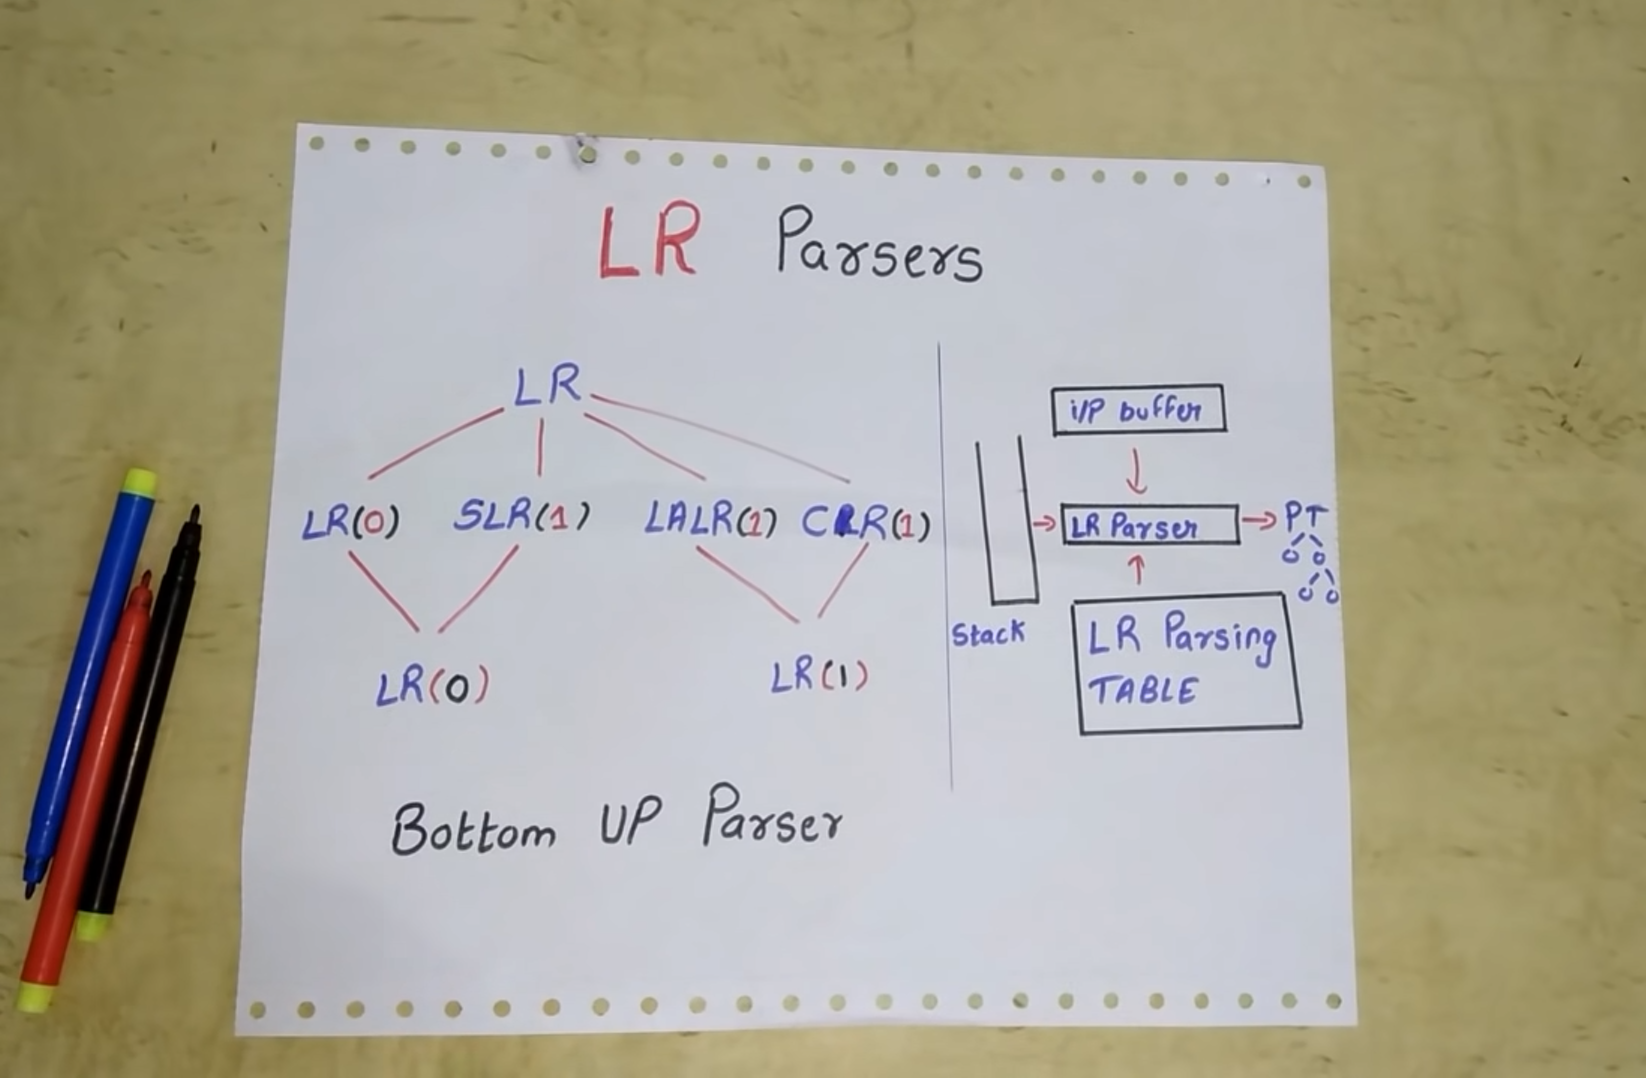 LR Parsers
LR
LR(0) SLR(1) LALR(1) CLR(1)
LR(0) LR(1)
Bottom UP Parser
i/P buffer
LR Parser
PT
Stack
LR Parsing
TABLE